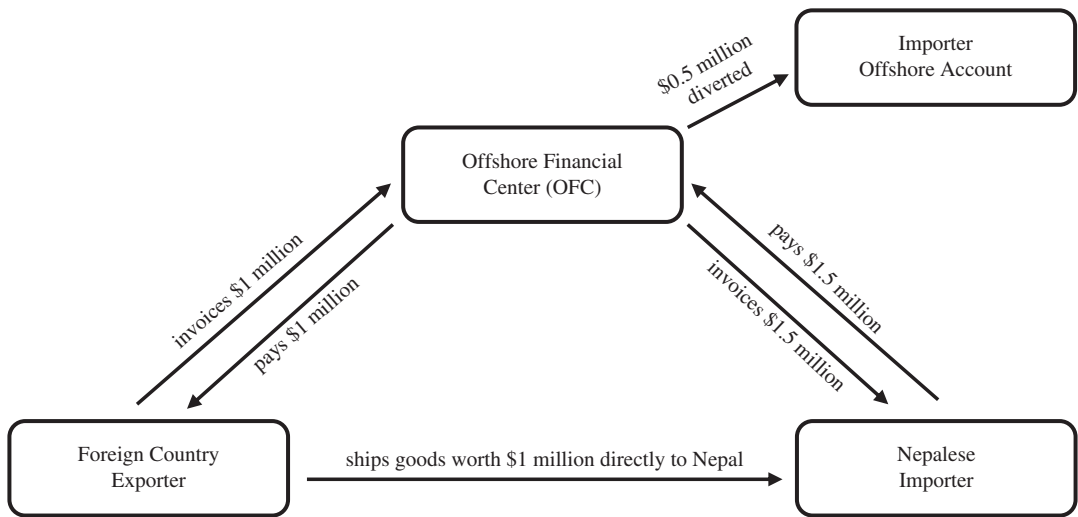 Importer
Offshore Account
$0.5 million
diverted
Offshore Financial
Center (OFC)
invoices $1 million
pays $1 million
pays $1.5 million
invoices $1.5 million
Foreign Country
Exporter
ships goods worth $1 million directly to Nepal
Nepalese
Importer